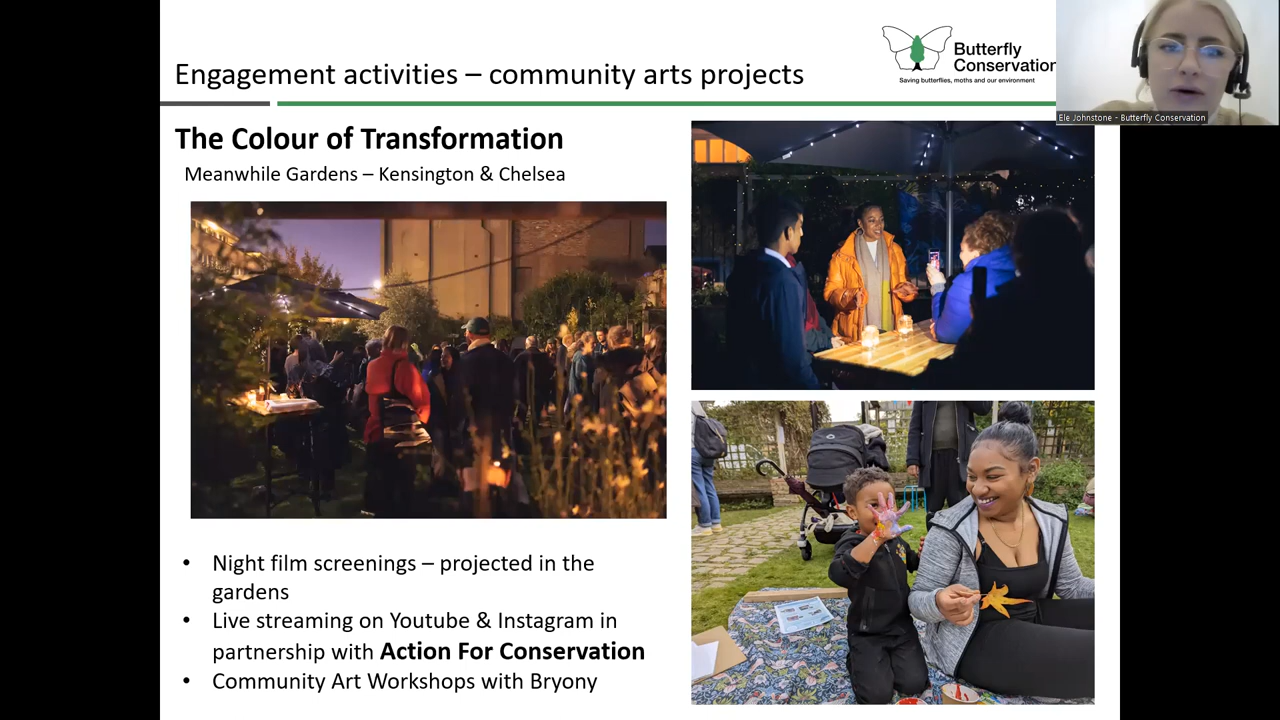 Engagement activities – community arts projects
Butterfly
Conservation
Saving butterflies, moths and our environment
Ele Johnstone - Butterfly Conservation
The Colour of Transformation
Meanwhile Gardens – Kensington & Chelsea
• Night film screenings – projected in the
gardens
• Live streaming on Youtube & Instagram in
partnership with Action For Conservation
• Community Art Workshops with Bryony